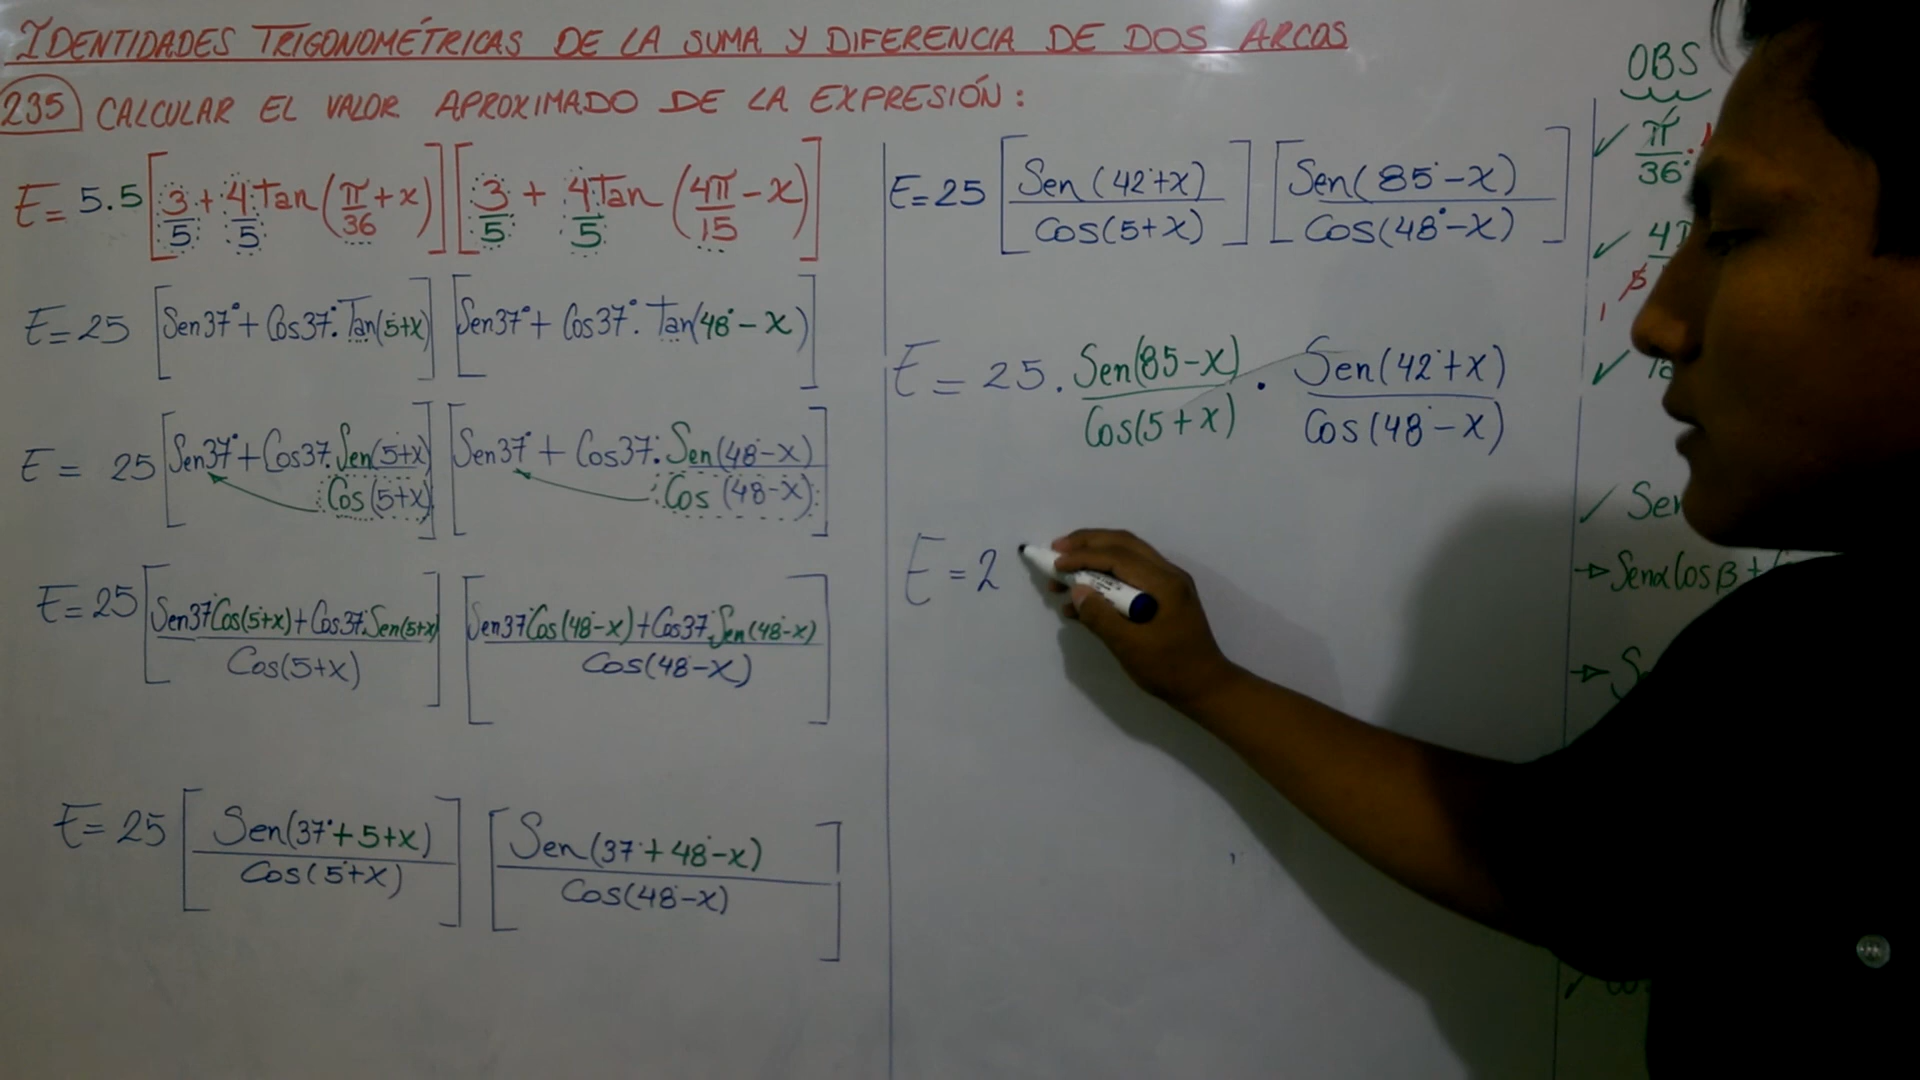 IDENTIDADES TRIGONOMÉTRICAS DE LA SUMA Y DIFERENCIA DE DOS ARCOS
235 CALCULAR EL VALOR APROXIMADO DE LA EXPRESIÓN:
E = 5.5 [3/5 + 4/5 Tan(π/36 + x)] [3/5 + 4/5 Tan(4π/15 - x)]
E = 25 [Sen37° + Cos37°. Tan(5+x)] [Sen37° + Cos37°. Tan(48° - x)]
E = 25 [Sen37° + Cos37°. Sen(5+x)/Cos(5+x)] [Sen37° + Cos37°. Sen(48-x)/Cos(48-x)]
E = 25 [Sen37°Cos(5+x) + Cos37°.Sen(5+x)/Cos(5+x)] [Sen37°Cos(48-x) + Cos37°.Sen(48-x)/Cos(48-x)]
E = 25 [Sen(37°+5+x)/Cos(5+x)] [Sen(37°+48°-x)/Cos(48-x)]
E = 25 [Sen(42°+x)/Cos(5+x)] [Sen(85°-x)/Cos(48°-x)]
E = 25 . Sen(85-x)/Cos(5+x) . Sen(42°+x)/Cos(48°-x)
E = 2
OBS
✓ π/36°
✓ 4
✓
✓ Sen
→ Senα Cosβ +
→